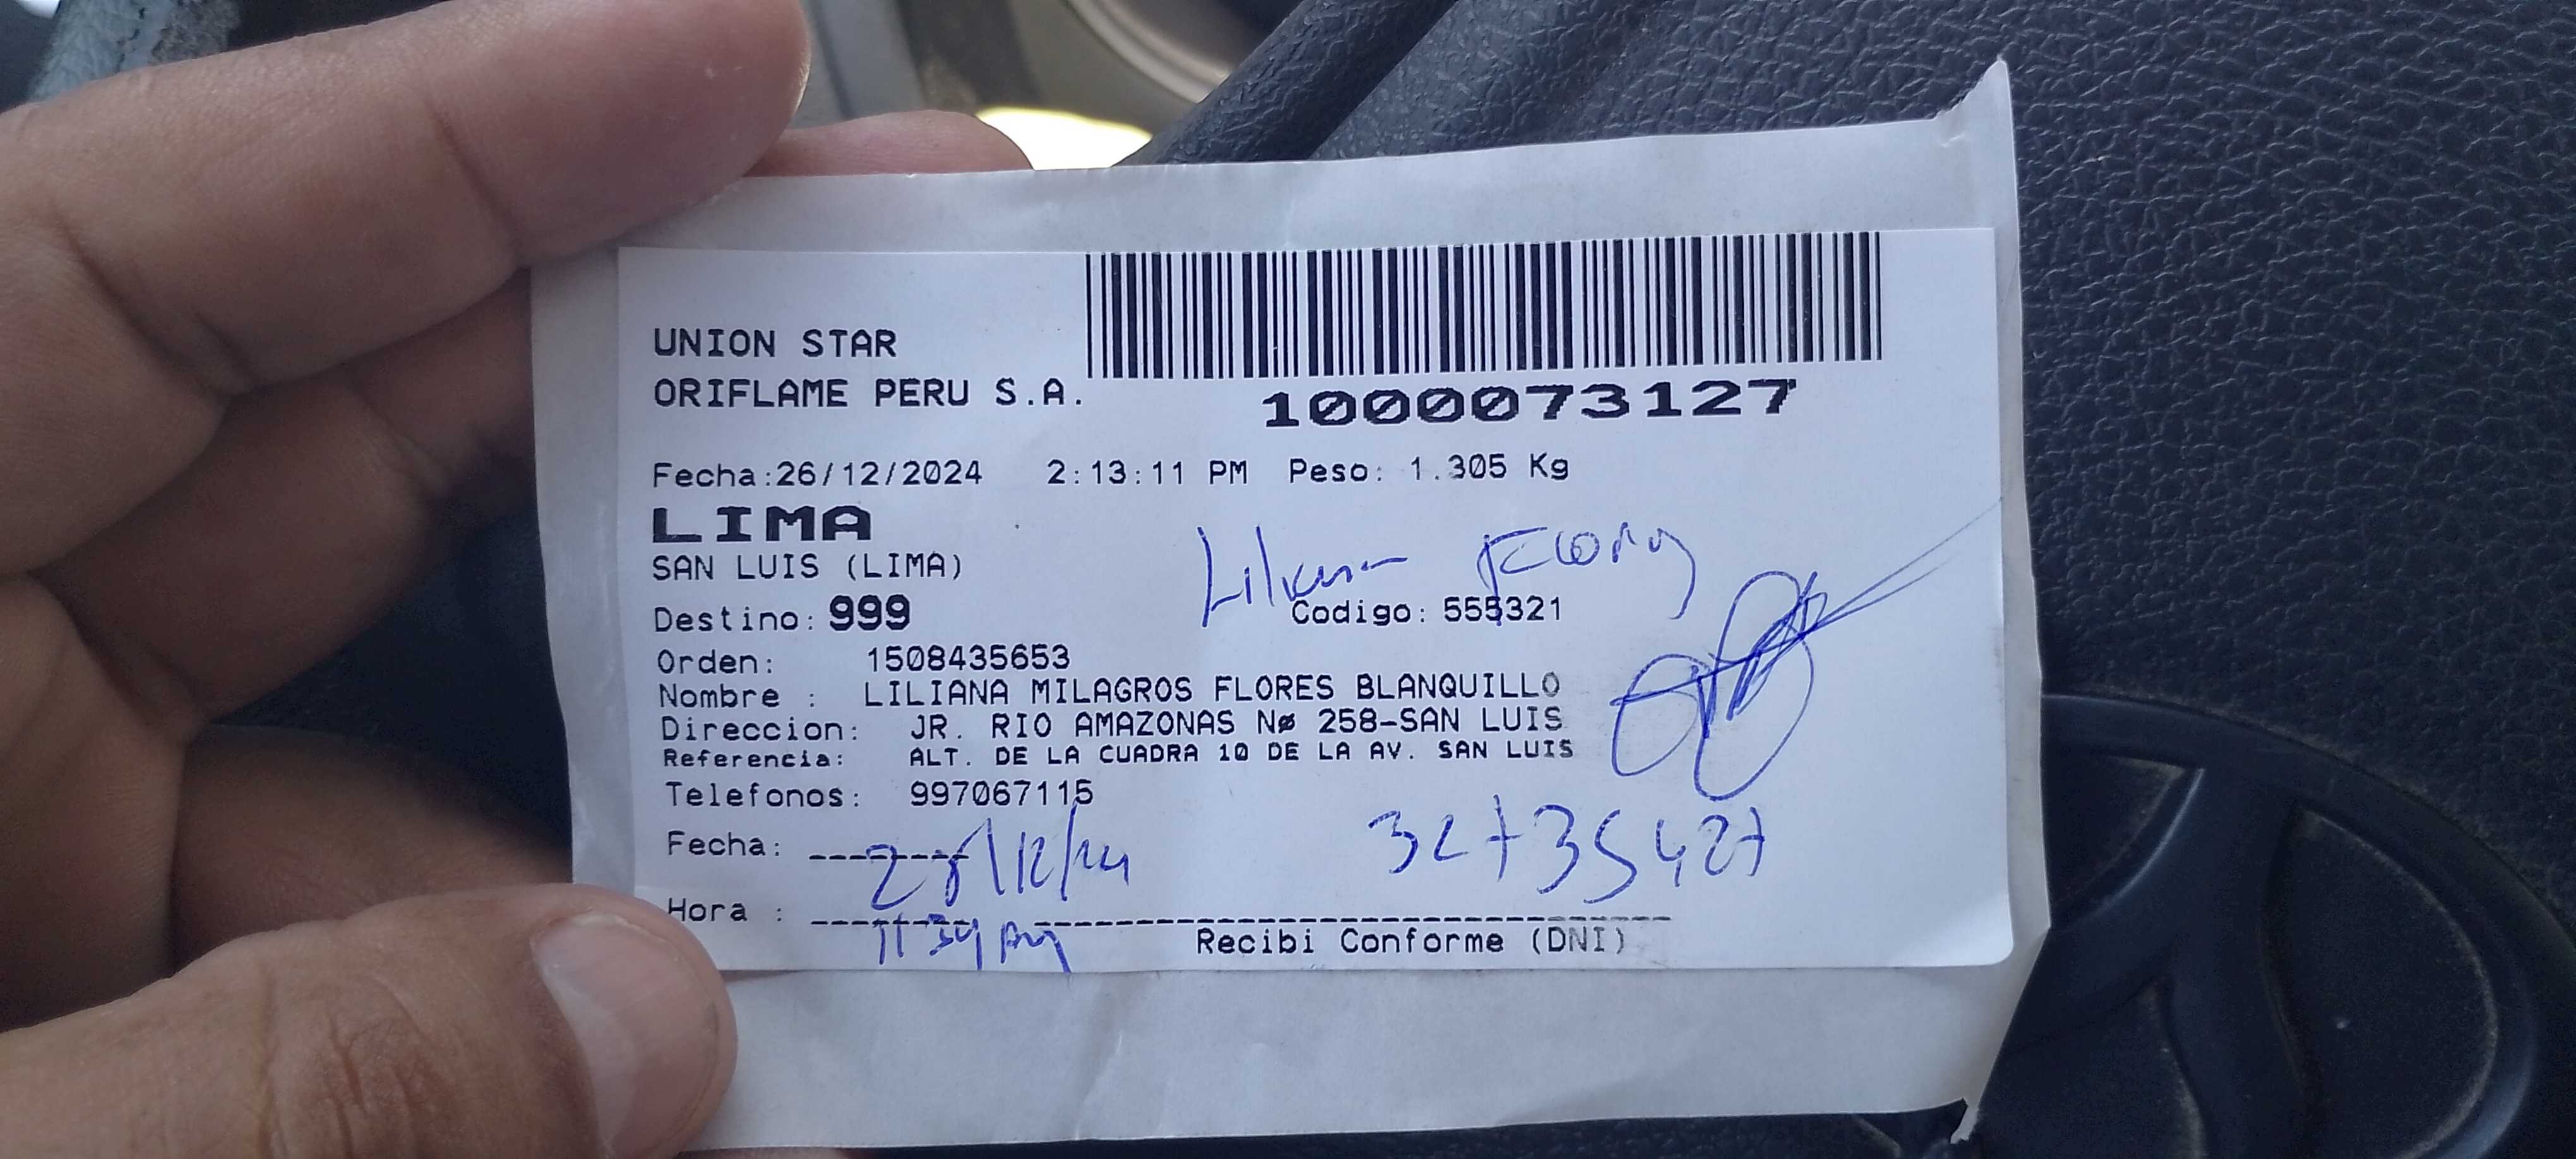 UNION STAR
ORIFLAME PERU S.A.
1000073127
Fecha:26/12/2024 2:13:11 PM Peso: 1.305 Kg
LIMA
SAN LUIS (LIMA)
Liliana
Destino: 999 Codigo: 555321
Orden: 1508435653
Nombre : LILIANA MILAGROS FLORES BLANQUILLO
Direccion: JR. RIO AMAZONAS Nø 258-SAN LUIS
Referencia: ALT. DE LA CUADRA 10 DE LA AV. SAN LUIS
Telefonos: 997067115
Fecha: 28/12/24
Hora :
Recibi Conforme (DNI)